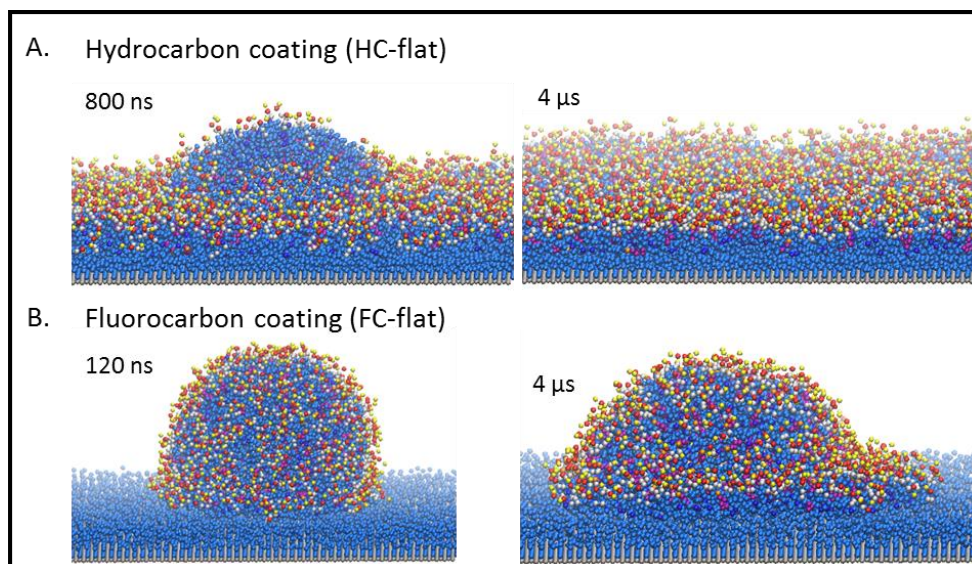 A. Hydrocarbon coating (HC-flat)
800 ns
4 μs
B. Fluorocarbon coating (FC-flat)
120 ns
4 μs